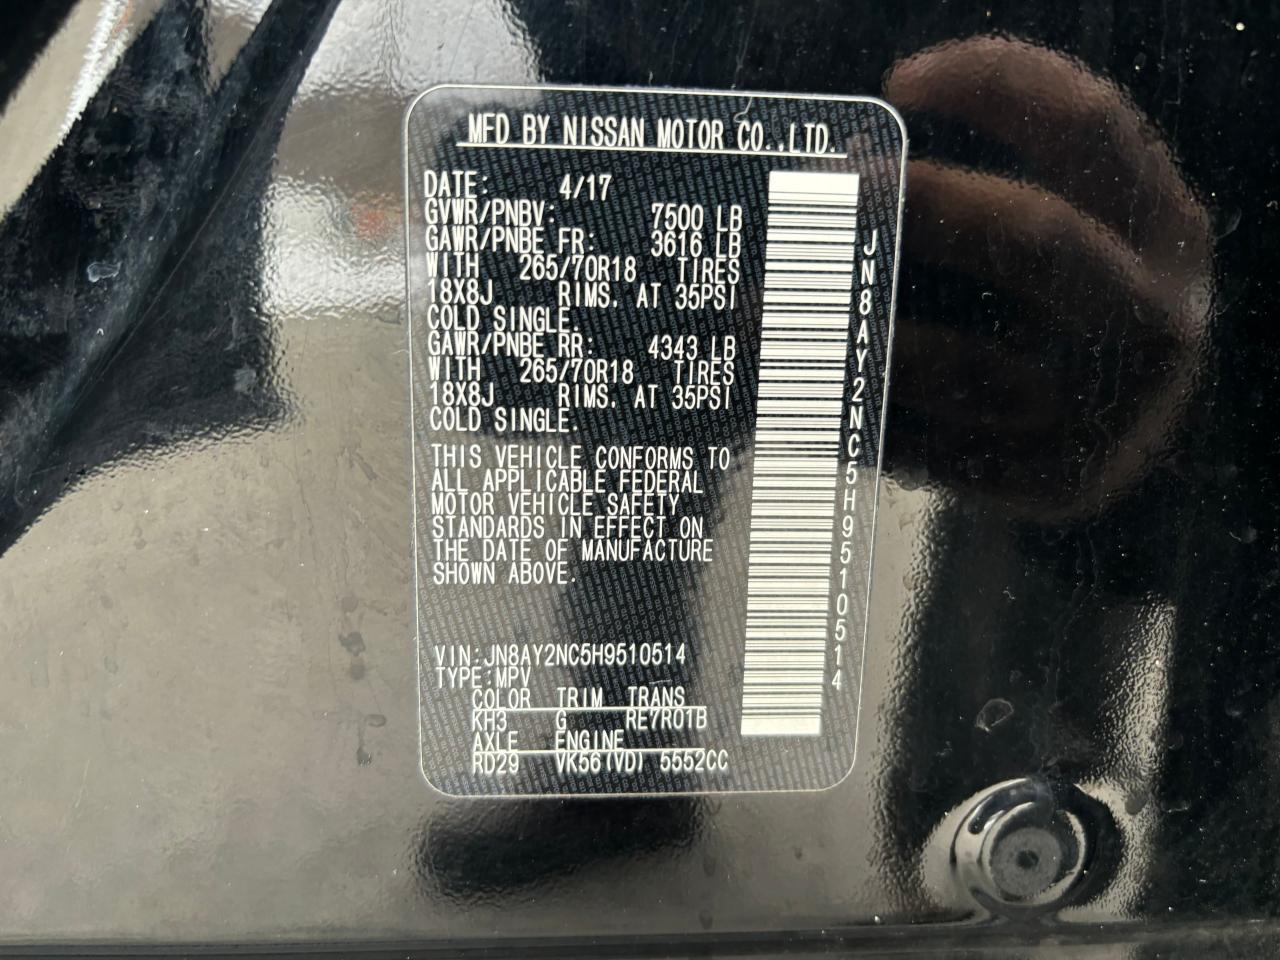 MFD BY NISSAN MOTOR CO.,LTD.
DATE: 4/17
GVWR/PNBV: 7500 LB
GAWR/PNBE FR: 3616 LB
WITH 265/70R18 TIRES
18X8J RIMS. AT 35PSI
COLD SINGLE.
GAWR/PNBE RR: 4343 LB
WITH 265/70R18 TIRES
18X8J RIMS. AT 35PSI
COLD SINGLE.
THIS VEHICLE CONFORMS TO
ALL APPLICABLE FEDERAL
MOTOR VEHICLE SAFETY
STANDARDS IN EFFECT ON
THE DATE OF MANUFACTURE
SHOWN ABOVE.
VIN:JN8AY2NC5H9510514
TYPE:MPV
COLOR TRIM TRANS
KH3 G RE7R01B
AXLE ENGINE
RD29 VK56(VD) 5552CC
JN8AY2NC5H9510514